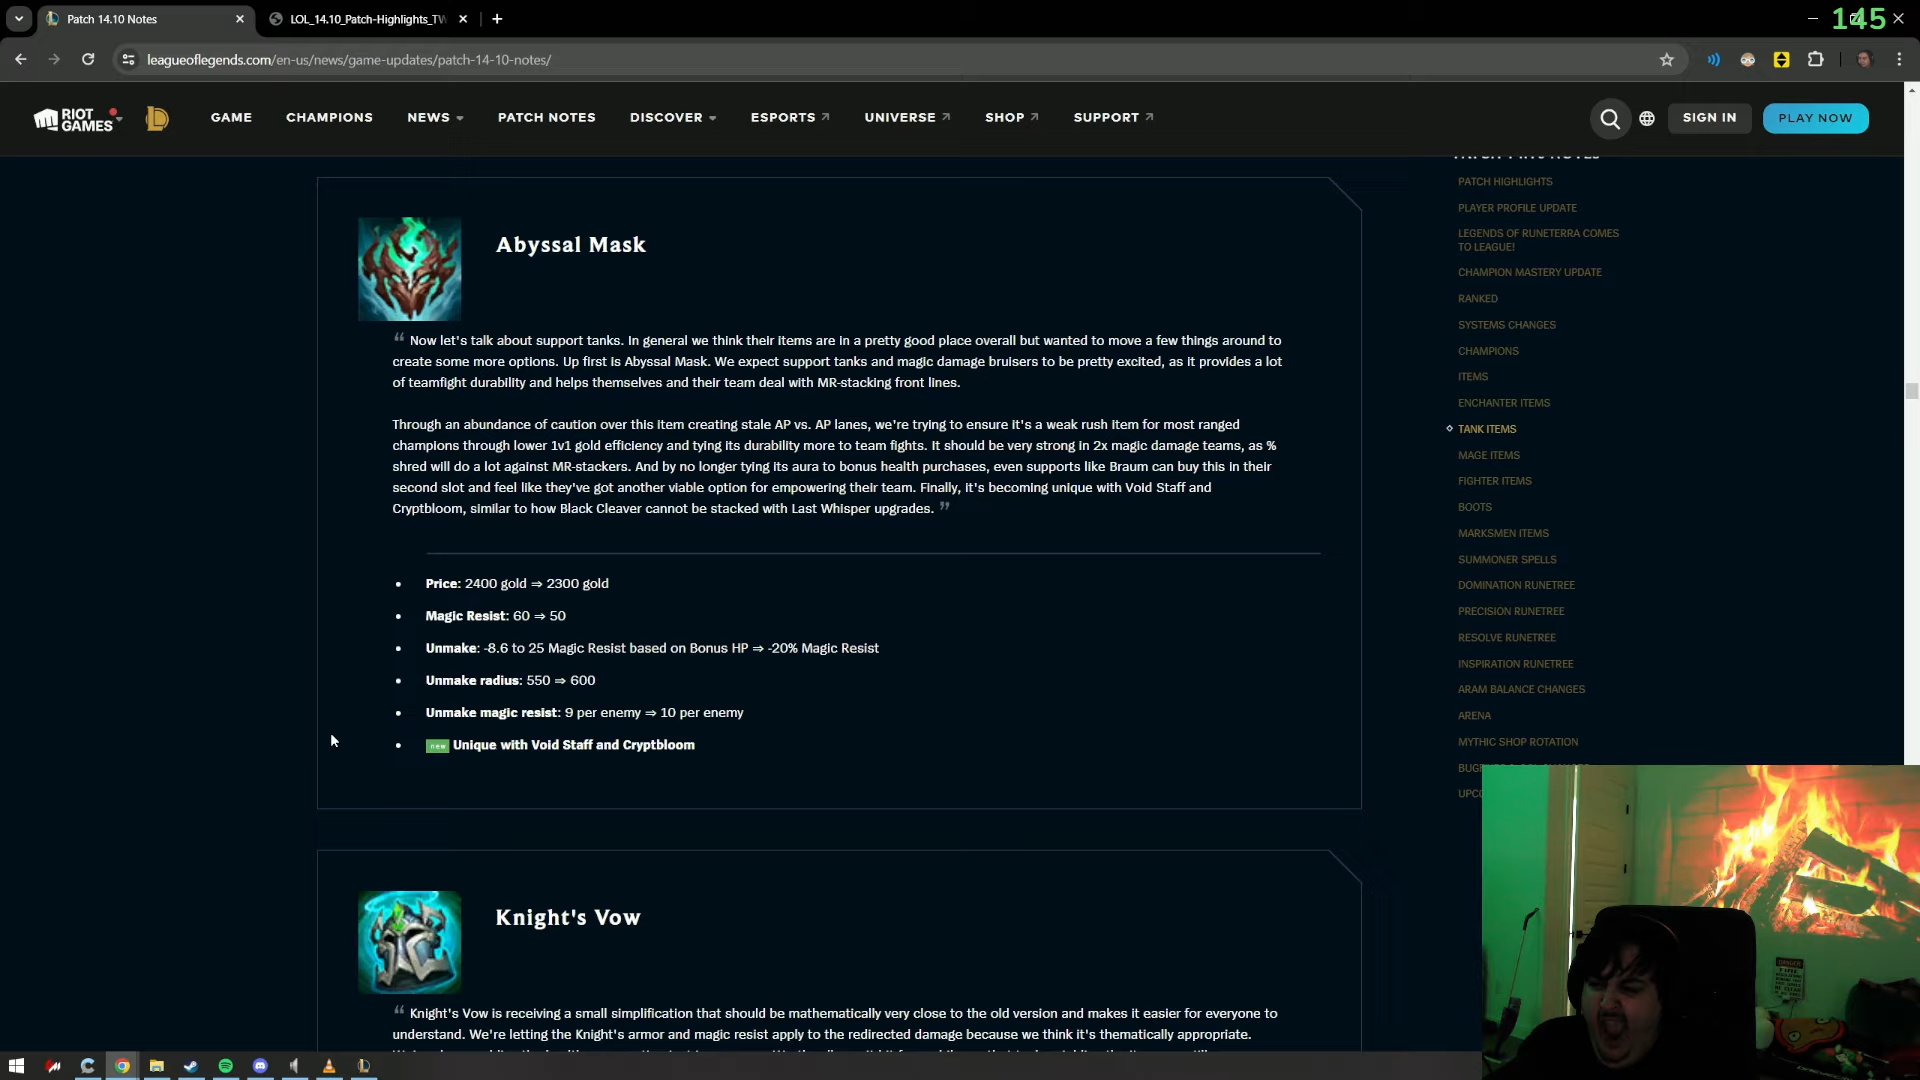 Patch 14.10 Notes
LOL_14.10_Patch-Highlights_TW
145
leagueoflegends.com/en-us/news/game-updates/patch-14-10-notes/
RIOT GAMES
GAME
CHAMPIONS
NEWS
PATCH NOTES
DISCOVER
ESPORTS
UNIVERSE
SHOP
SUPPORT
SIGN IN
PLAY NOW
Abyssal Mask
“ Now let's talk about support tanks. In general we think their items are in a pretty good place overall but wanted to move a few things around to
create some more options. Up first is Abyssal Mask. We expect support tanks and magic damage bruisers to be pretty excited, as it provides a lot
of teamfight durability and helps themselves and their team deal with MR-stacking front lines.
Through an abundance of caution over this item creating stale AP vs. AP lanes, we're trying to ensure it's a weak rush item for most ranged
champions through lower 1v1 gold efficiency and tying its durability more to team fights. It should be very strong in 2x magic damage teams, as %
shred will do a lot against MR-stackers. And by no longer tying its aura to bonus health purchases, even supports like Braum can buy this in their
second slot and feel like they've got another viable option for empowering their team. Finally, it's becoming unique with Void Staff and
Cryptbloom, similar to how Black Cleaver cannot be stacked with Last Whisper upgrades. ”
• Price: 2400 gold ⇒ 2300 gold
• Magic Resist: 60 ⇒ 50
• Unmake: -8.6 to 25 Magic Resist based on Bonus HP ⇒ -20% Magic Resist
• Unmake radius: 550 ⇒ 600
• Unmake magic resist: 9 per enemy ⇒ 10 per enemy
• new Unique with Void Staff and Cryptbloom
Knight's Vow
“ Knight's Vow is receiving a small simplification that should be mathematically very close to the old version and makes it easier for everyone to
understand. We're letting the Knight's armor and magic resist apply to the redirected damage because we think it's thematically appropriate.
PATCH HIGHLIGHTS
PLAYER PROFILE UPDATE
LEGENDS OF RUNETERRA COMES
TO LEAGUE!
CHAMPION MASTERY UPDATE
RANKED
SYSTEMS CHANGES
CHAMPIONS
ITEMS
ENCHANTER ITEMS
TANK ITEMS
MAGE ITEMS
FIGHTER ITEMS
BOOTS
MARKSMEN ITEMS
SUMMONER SPELLS
DOMINATION RUNETREE
PRECISION RUNETREE
RESOLVE RUNETREE
INSPIRATION RUNETREE
ARAM BALANCE CHANGES
ARENA
MYTHIC SHOP ROTATION
DANGER